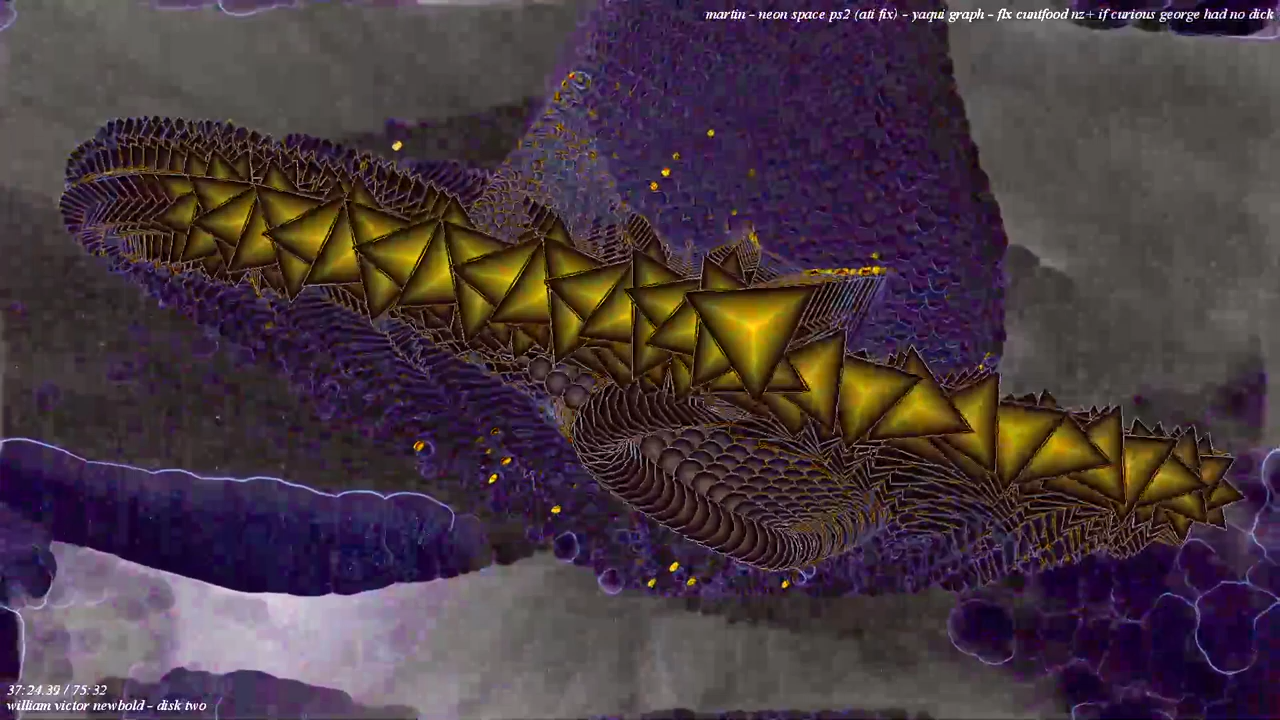 martin - neon space ps2 (ati fix) - yaqui graph - flx cuntfood nz+ if curious george had no dick
37:24.39 / 75:32
william victor newbold - disk two